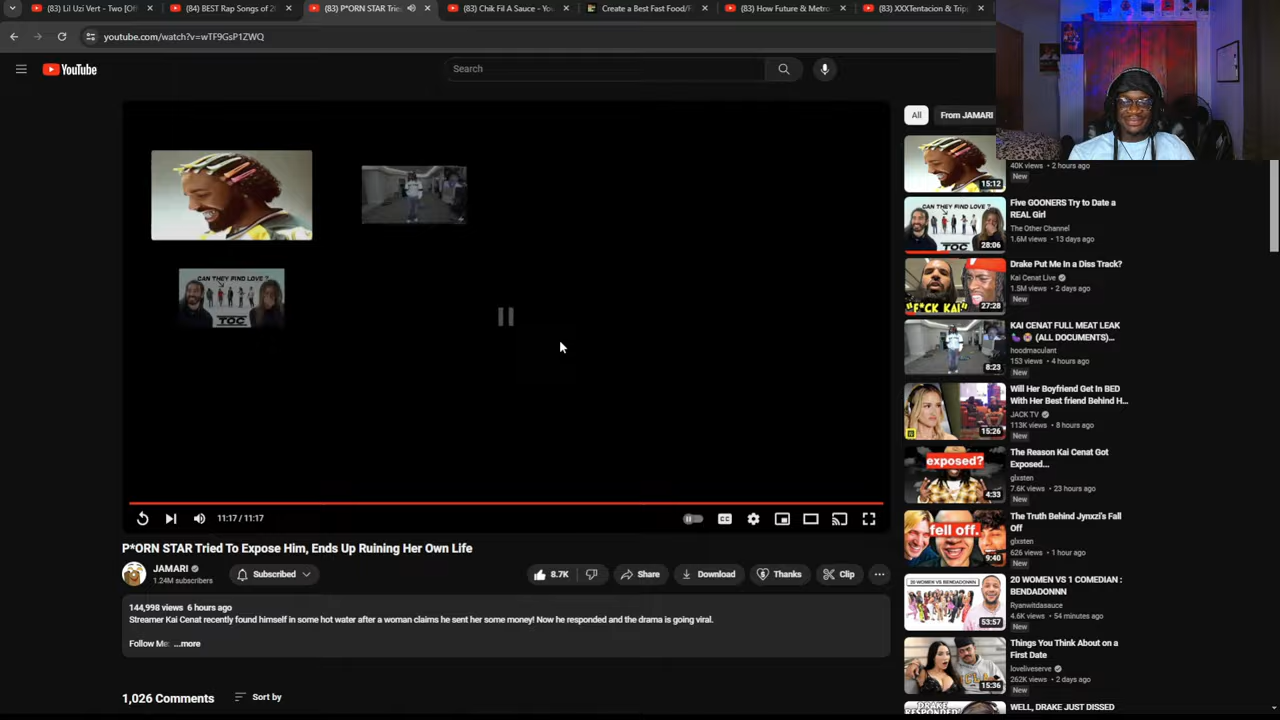 (83) Lil Uzi Vert - Two [Of
(84) BEST Rap Songs of 2
(83) P*ORN STAR Trie
(83) Chik Fil A Sauce - You
Create a Best Fast Food/F
(83) How Future & Metro
(83) XXXTentacion & Trip
youtube.com/watch?v=wTF9GsP1ZWQ
YouTube
Search
All
From JAMARI
15:12
40K views • 2 hours ago
New
CAN THEY FIND LOVE ?
TOC
28:06
Five GOONERS Try to Date a
REAL Girl
The Other Channel
1.6M views • 13 days ago
CAN THEY FIND LOVE ?
TOC
"F*CK KAI"
27:28
Drake Put Me In a Diss Track?
Kai Cenat Live
1.5M views • 2 days ago
New
8:23
KAI CENAT FULL MEAT LEAK
🍆 🍩 (ALL DOCUMENTS)...
hoodmaculant
153 views • 4 hours ago
New
15:26
Will Her Boyfriend Get In BED
With Her Best friend Behind H...
JACK TV
113K views • 8 hours ago
New
exposed?
4:33
The Reason Kai Cenat Got
Exposed...
glxsten
7.6K views • 23 hours ago
New
11:17 / 11:17
CC
P*ORN STAR Tried To Expose Him, Ends Up Ruining Her Own Life
fell off.
9:40
The Truth Behind Jynxzi's Fall
Off
glxsten
626 views • 1 hour ago
New
JAMARI
1.24M subscribers
Subscribed
8.7K
Share
Download
Thanks
Clip
20 WOMEN VS BENDADONNN
53:57
20 WOMEN VS 1 COMEDIAN :
BENDADONNN
Ryanwitdasauce
4.6K views • 54 minutes ago
New
144,998 views 6 hours ago
Streamer Kai Cenat recently found himself in some hot water after a woman claims he sent her some money! Now he responded and the drama is going viral.
Follow Me: ...more
15:36
Things You Think About on a
First Date
loveliveserve
262K views • 2 days ago
New
1,026 Comments
Sort by
DRAKE
RESPONDED
WELL, DRAKE JUST DISSED